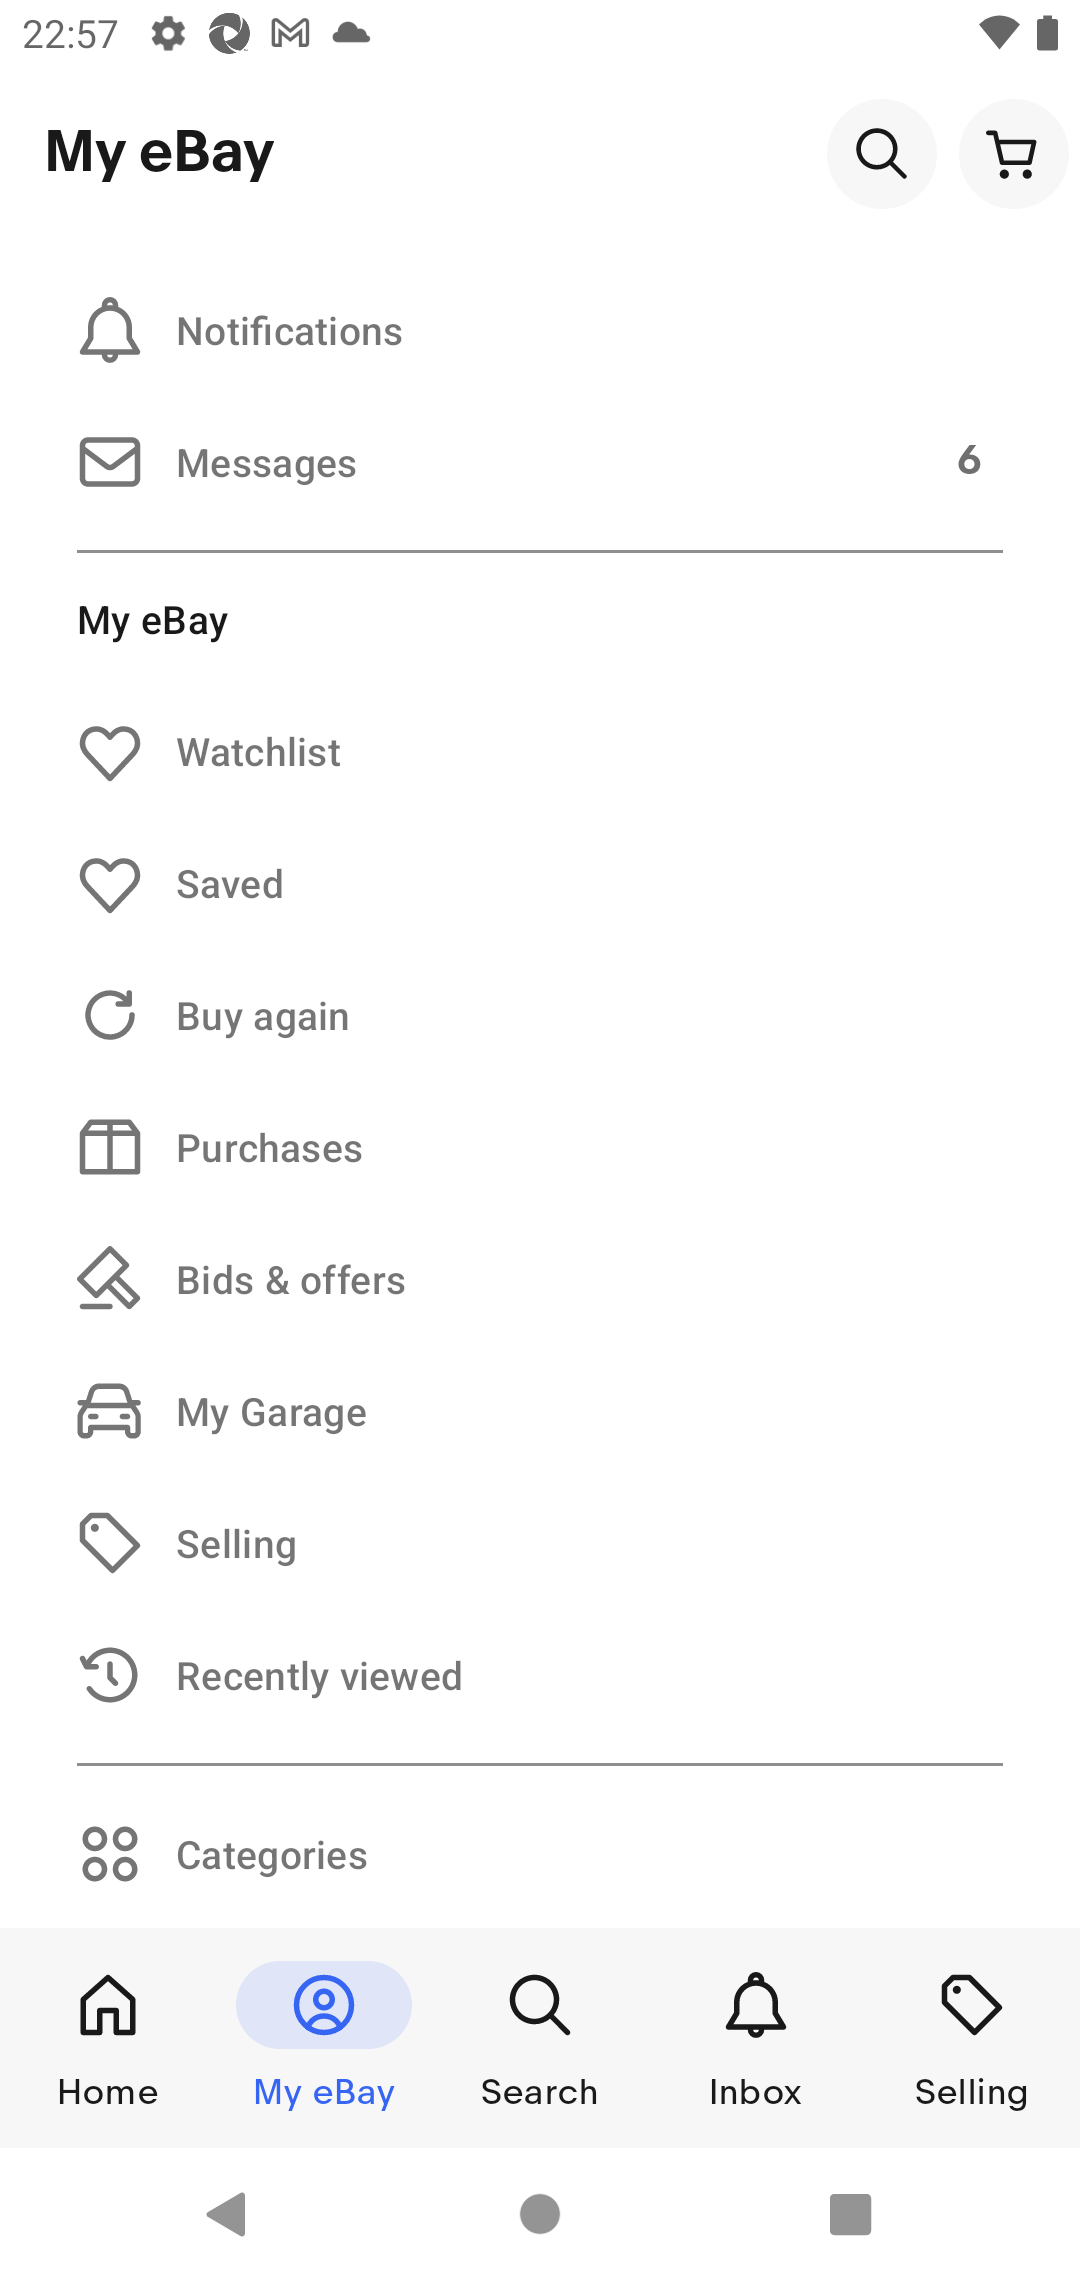 22:57
My eBay
Notifications
Messages 6
My eBay
Watchlist
Saved
Buy again
Purchases
Bids & offers
My Garage
Selling
Recently viewed
Categories
Home My eBay Search Inbox Selling